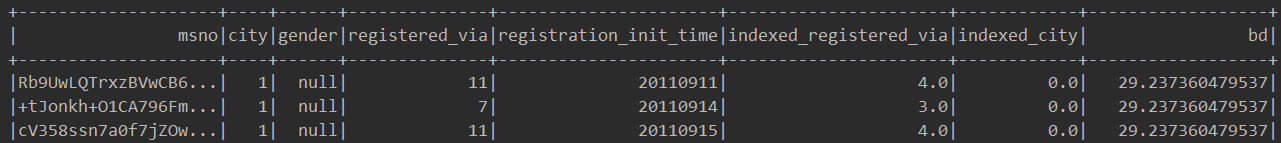 +--------------------+----+------+--------------+----------------------+----------------------+------------+---------------+
|                msno|city|gender|registered_via|registration_init_time|indexed_registered_via|indexed_city|             bd|
+--------------------+----+------+--------------+----------------------+----------------------+------------+---------------+
|Rb9UwLQTrxzBVwCB6...|   1|  null|            11|              20110911|                   4.0|         0.0|29.237360479537|
|+tJonkh+O1CA796Fm...|   1|  null|             7|              20110914|                   3.0|         0.0|29.237360479537|
|cV358ssn7a0f7jZOw...|   1|  null|            11|              20110915|                   4.0|         0.0|29.237360479537|